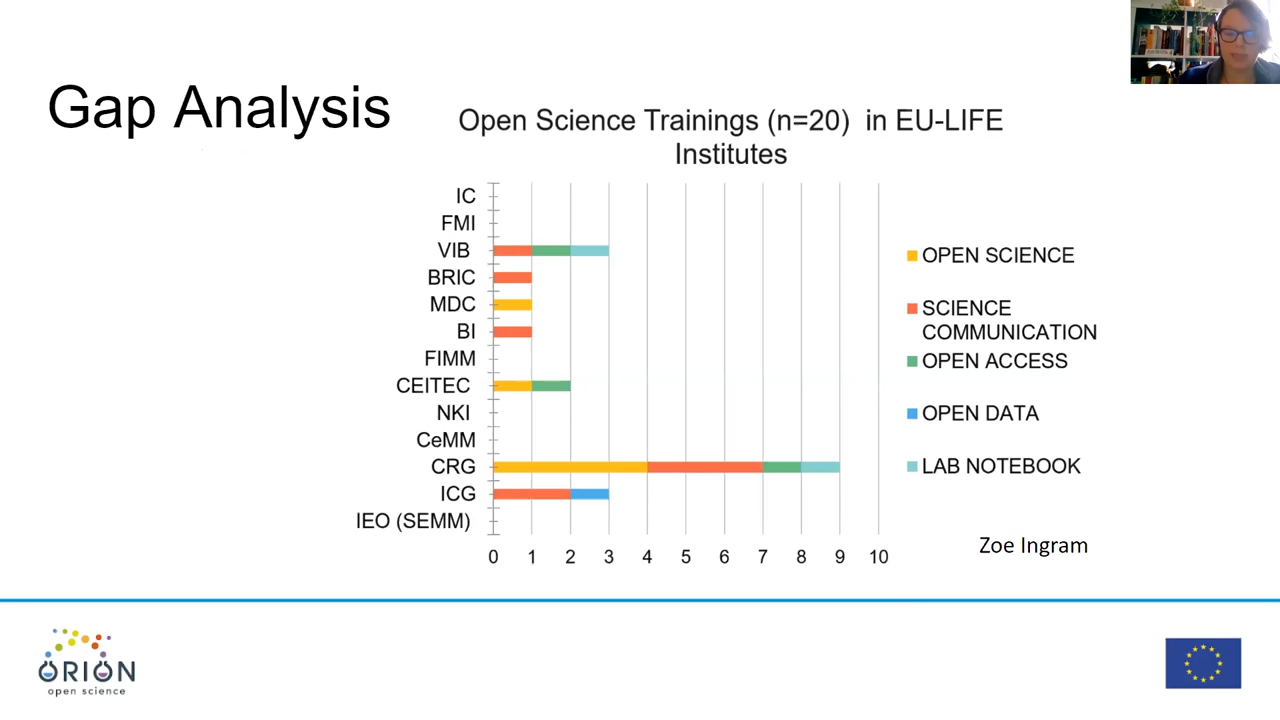 Gap Analysis
Open Science Trainings (n=20) in EU-LIFE
Institutes
IC
FMI
VIB
BRIC
MDC
BI
FIMM
CEITEC
NKI
CeMM
CRG
ICG
IEO (SEMM)
0 1 2 3 4 5 6 7 8 9 10
OPEN SCIENCE
SCIENCE
COMMUNICATION
OPEN ACCESS
OPEN DATA
LAB NOTEBOOK
Zoe Ingram
ORION
open science